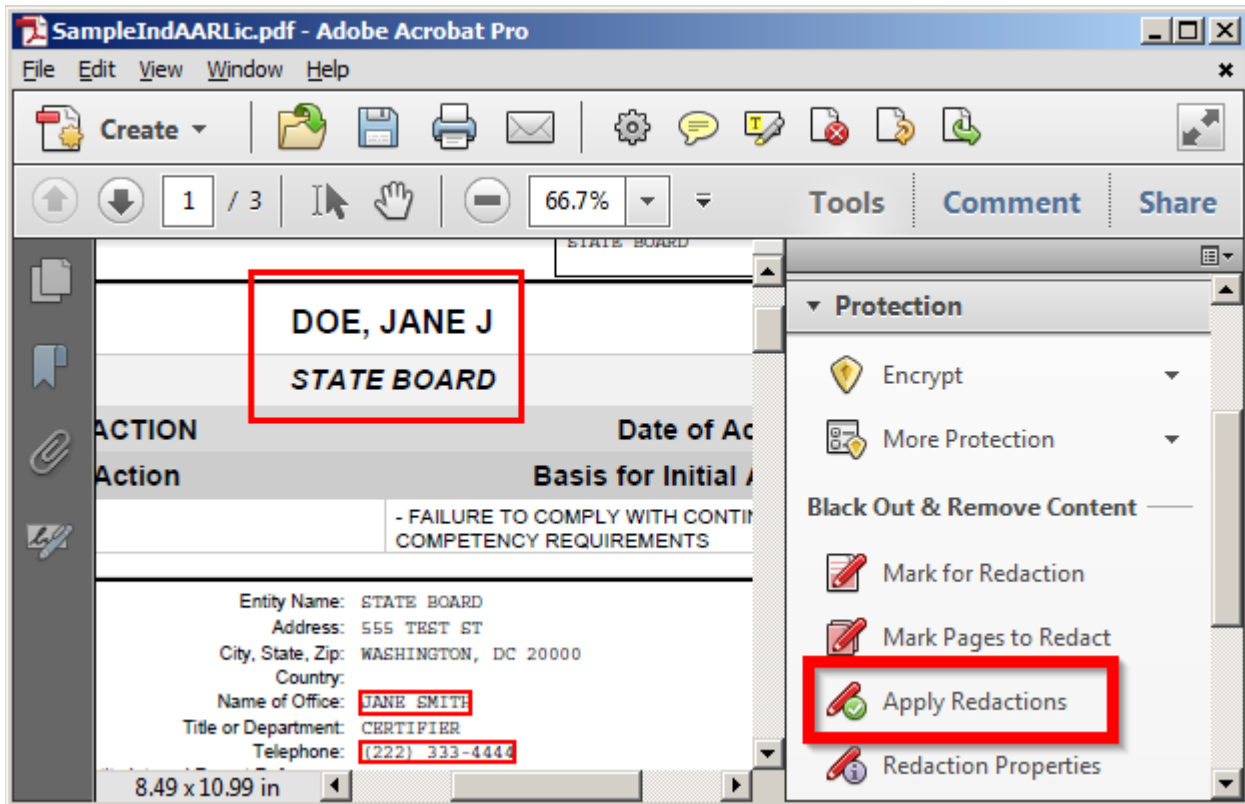 SampleIndAARLic.pdf - Adobe Acrobat Pro
File Edit View Window Help
Create
1 / 3 66.7% Tools Comment Share
STATE BOARD
DOE, JANE J
STATE BOARD
ACTION Date of Ac
Action Basis for Initial
- FAILURE TO COMPLY WITH CONTIN
COMPETENCY REQUIREMENTS
Entity Name: STATE BOARD
Address: 555 TEST ST
City, State, Zip: WASHINGTON, DC 20000
Country:
Name of Office: JANE SMITH
Title or Department: CERTIFIER
Telephone: (222) 333-4444
8.49 x 10.99 in
Protection
Encrypt
More Protection
Black Out & Remove Content
Mark for Redaction
Mark Pages to Redact
Apply Redactions
Redaction Properties